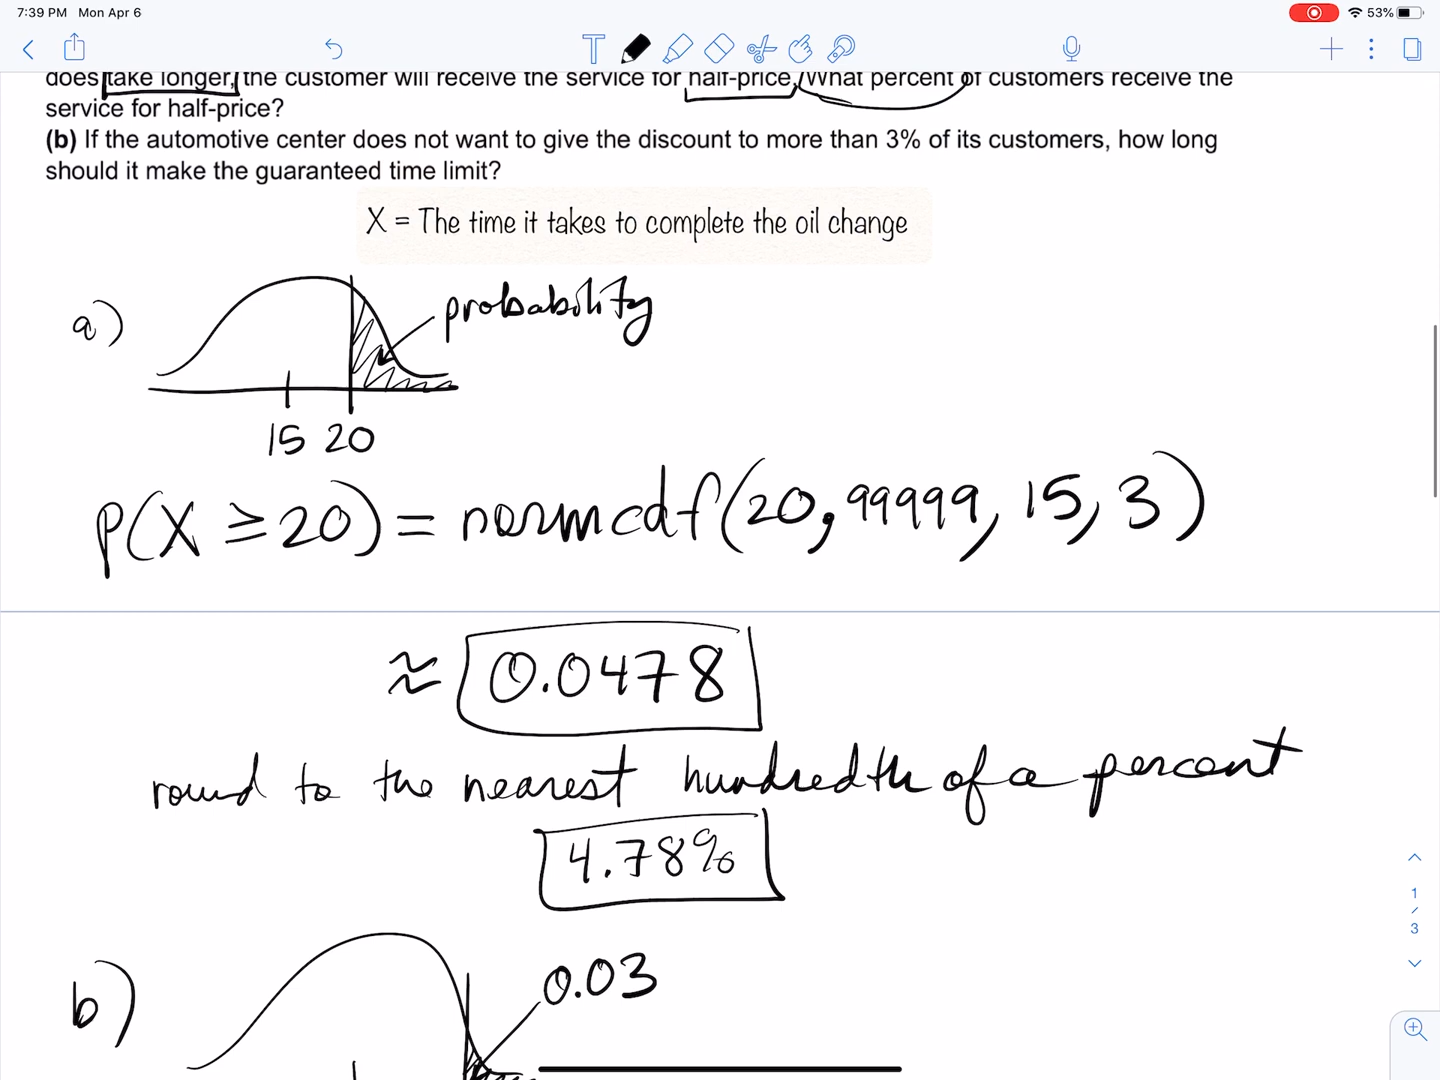 7:39 PM Mon Apr 6
53%
does take longer, the customer will receive the service for half-price. What percent of customers receive the
service for half-price?
(b) If the automotive center does not want to give the discount to more than 3% of its customers, how long
should it make the guaranteed time limit?
X = The time it takes to complete the oil change
a)
probability
15 20
P(X ≥ 20) = normcdf(20, 99999, 15, 3)
≈ 0.0478
round to the nearest hundredth of a percent
4.78%
b)
0.03
1
/
3